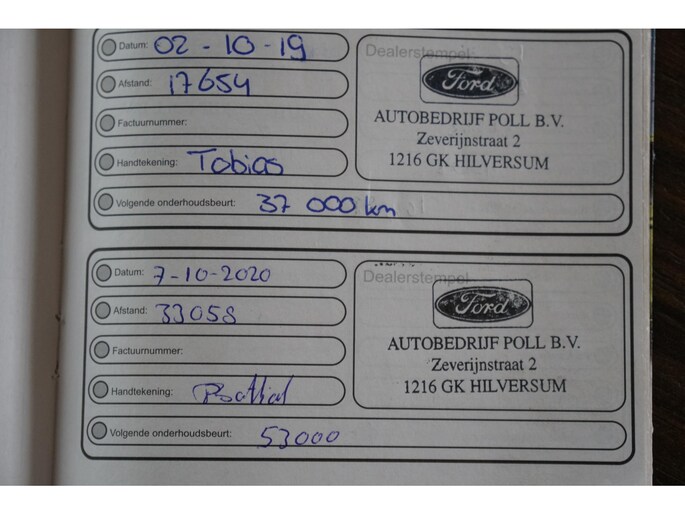 Datum: 02-10-19
Dealerstempel:
Ford
Afstand: 17654
AUTOBEDRIJF POLL B.V.
Factuurnummer:
Zeverijnstraat 2
Handtekening: Tobias
1216 GK HILVERSUM
Volgende onderhoudsbeurt: 37 000 km
Datum: 7-10-2020
Dealerstempel
Ford
Afstand: 33058
AUTOBEDRIJF POLL B.V.
Factuurnummer:
Zeverijnstraat 2
Handtekening:
1216 GK HILVERSUM
Volgende onderhoudsbeurt: 53000